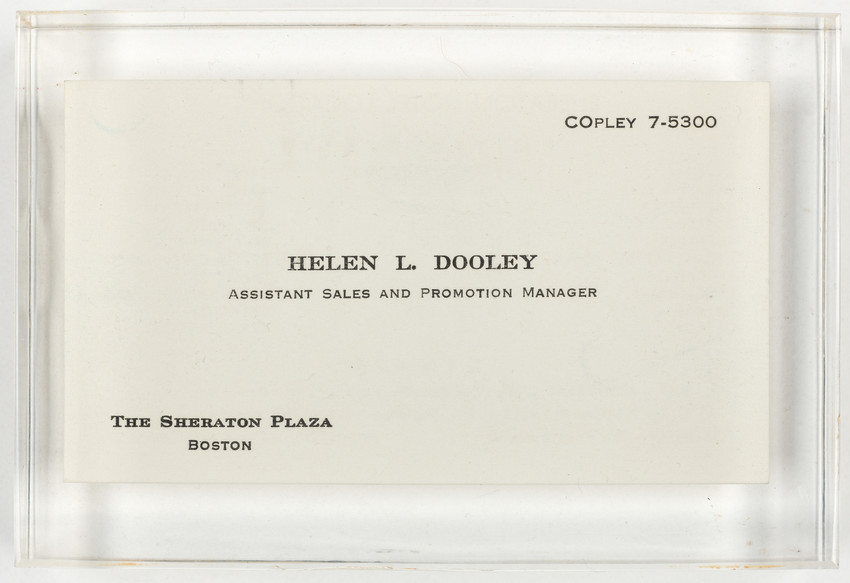 COPLEY 7-5300
HELEN L. DOOLEY
ASSISTANT SALES AND PROMOTION MANAGER
THE SHERATON PLAZA
BOSTON